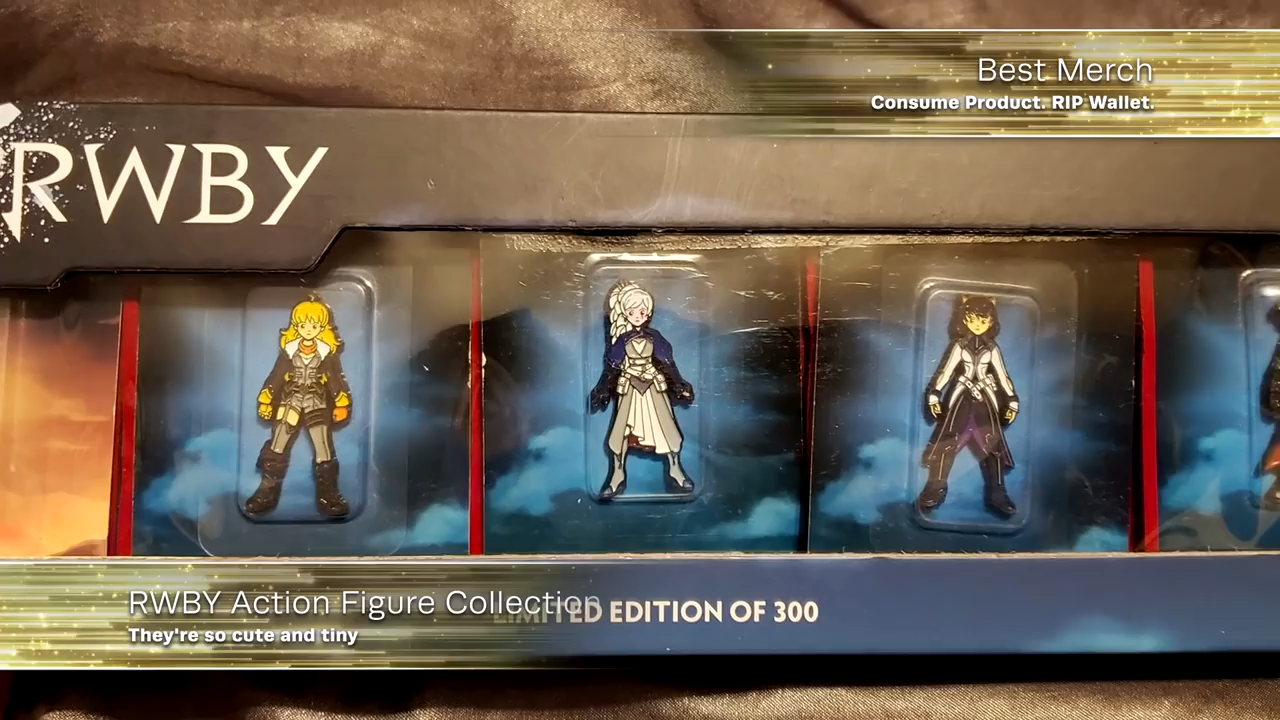 Best Merch
Consume Product. RIP Wallet.
RWBY
RWBY Action Figure Collection
They're so cute and tiny
LIMITED EDITION OF 300